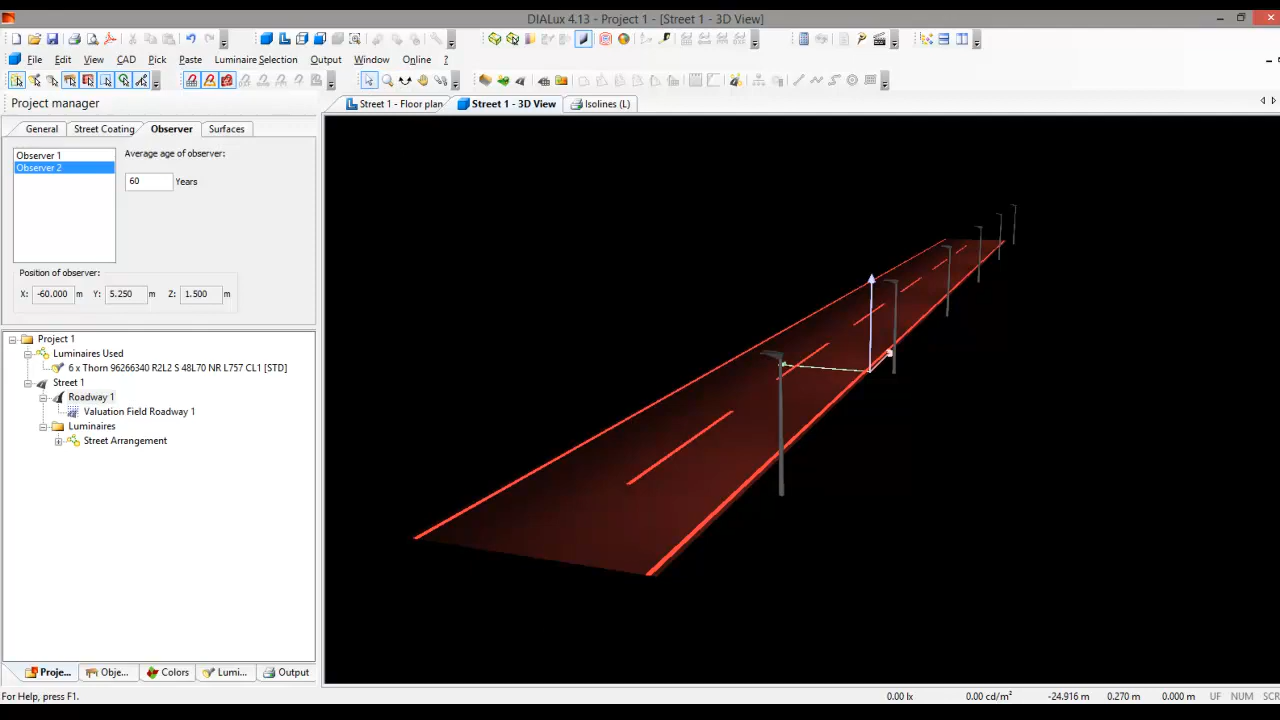 DIALux 4.13 - Project 1 - [Street 1 - 3D View]
File Edit View CAD Pick Paste Luminaire Selection Output Window Online ?
Project manager
Street 1 - Floor plan Street 1 - 3D View Isolines (L)
General Street Coating Observer Surfaces
Observer 1
Observer 2
Average age of observer:
60 Years
Position of observer:
X: -60.000 m Y: 5.250 m Z: 1.500 m
Project 1
Luminaires Used
6 x Thorn 96266340 R2L2 S 48L70 NR L757 CL1 [STD]
Street 1
Roadway 1
Valuation Field Roadway 1
Luminaires
Street Arrangement
Proje... Obje... Colors Lumi... Output
For Help, press F1.
0.00 lx 0.00 cd/m² -24.916 m 0.270 m 0.000 m UF NUM SCR